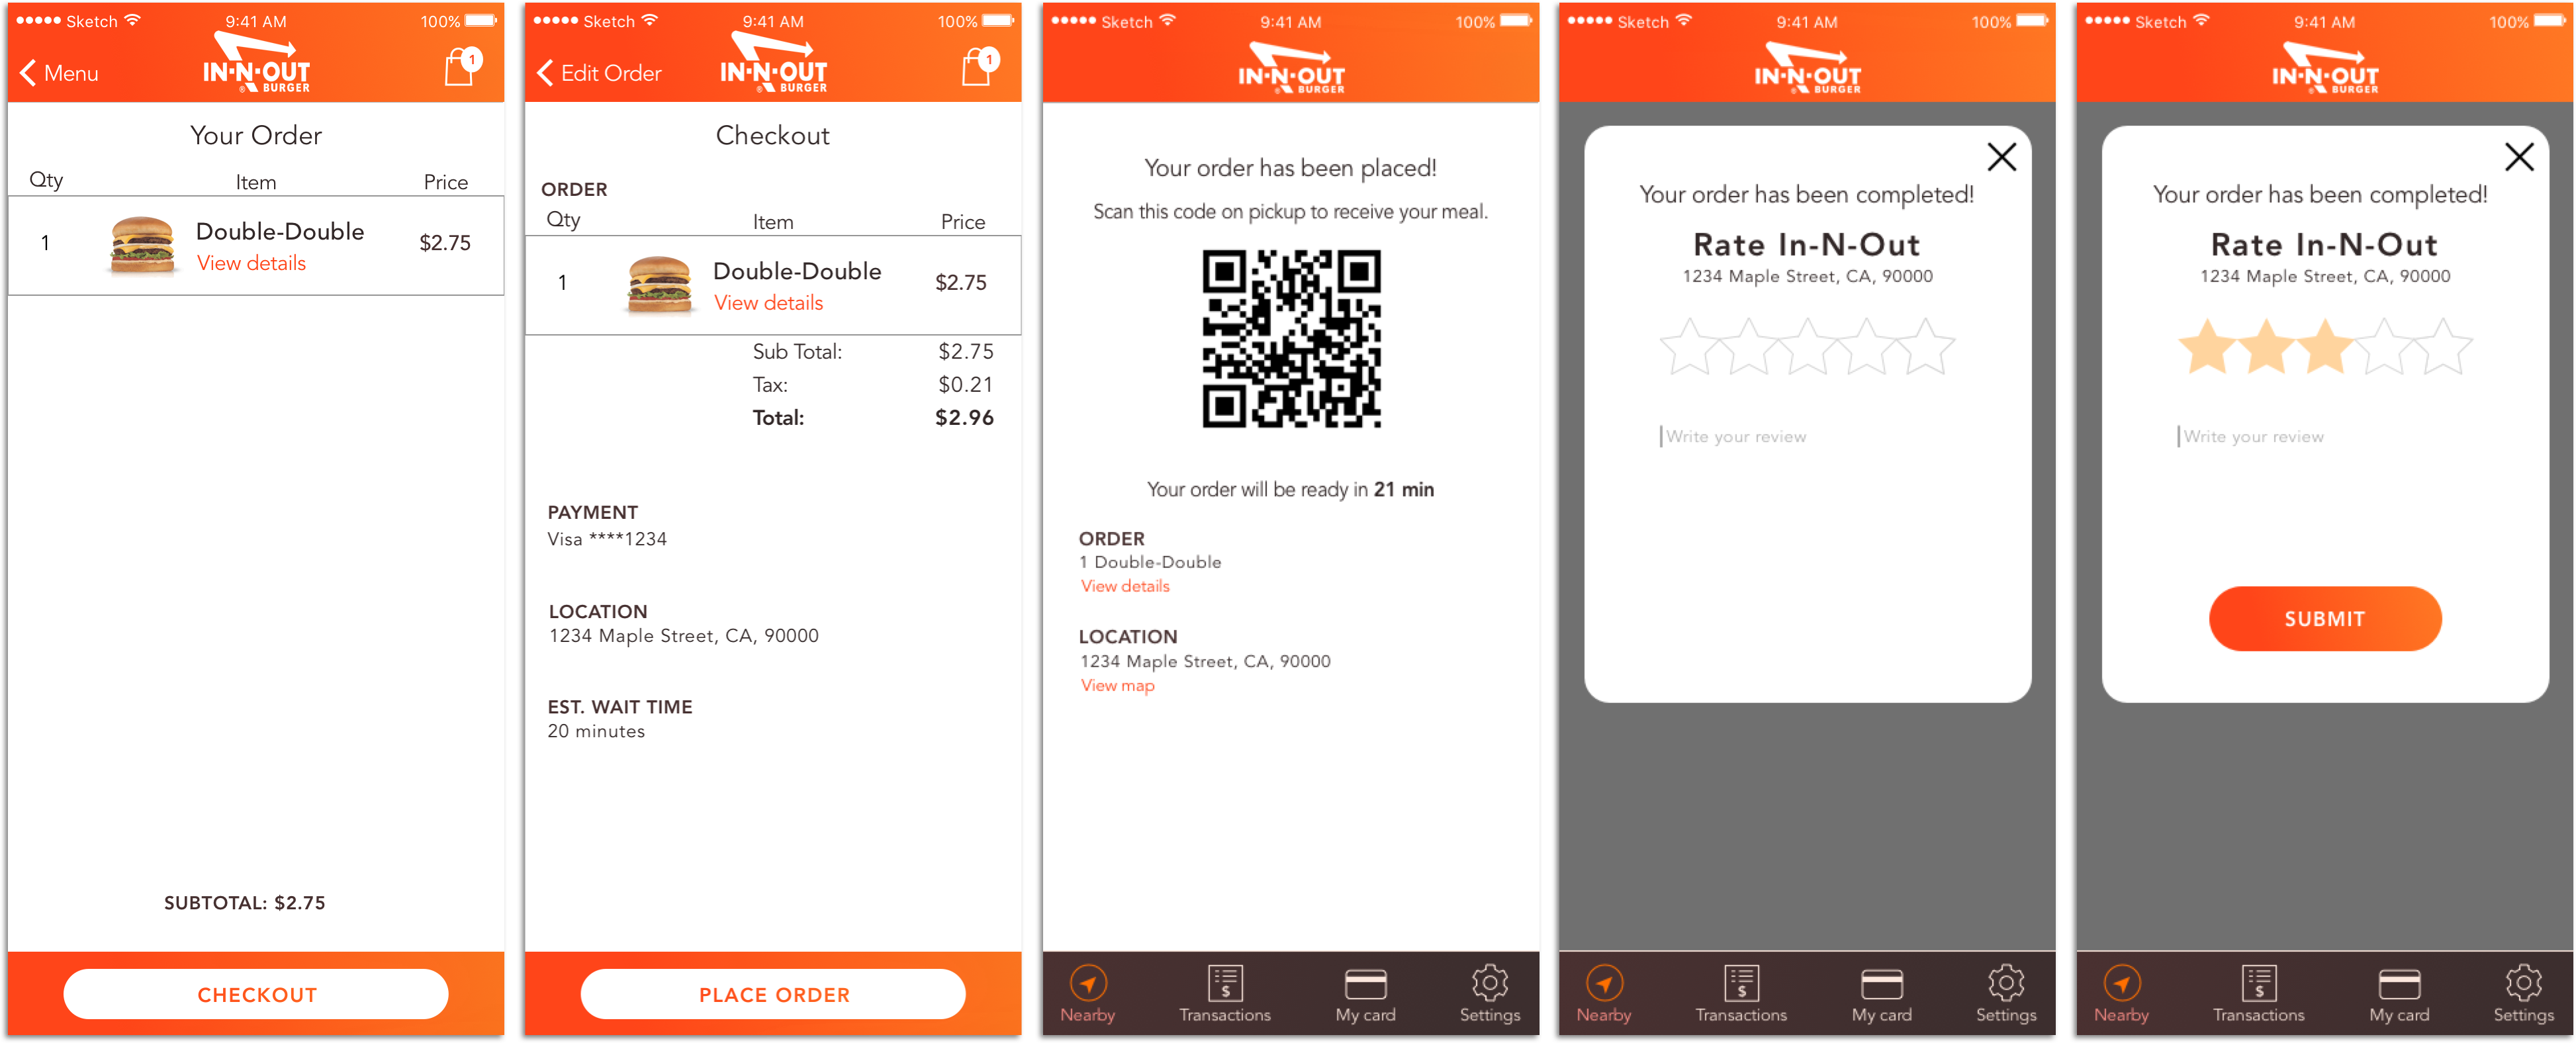 Sketch 9:41 AM 100%
Menu IN-N-OUT BURGER ® 1
Your Order
Qty Item Price
1 Double-Double $2.75
View details
SUBTOTAL: $2.75
CHECKOUT
Sketch 9:41 AM 100%
Edit Order IN-N-OUT BURGER ® 1
Checkout
ORDER
Qty Item Price
1 Double-Double $2.75
View details
Sub Total: $2.75
Tax: $0.21
Total: $2.96
PAYMENT
Visa ****1234
LOCATION
1234 Maple Street, CA, 90000
EST. WAIT TIME
20 minutes
PLACE ORDER
Sketch 9:41 AM 100%
IN-N-OUT
® BURGER
Your order has been placed!
Scan this code on pickup to receive your meal.
Your order will be ready in 21 min
ORDER
1 Double-Double
View details
LOCATION
1234 Maple Street, CA, 90000
View map
Nearby Transactions My card Settings
Sketch 9:41 AM 100%
IN-N-OUT
® BURGER
Your order has been completed!
Rate In-N-Out
1234 Maple Street, CA, 90000
Write your review
$
Nearby Transactions My card Settings
Sketch 9:41 AM 100%
IN-N-OUT
® BURGER
Your order has been completed!
Rate In-N-Out
1234 Maple Street, CA, 90000
Write your review
SUBMIT
$
Nearby Transactions My card Settings